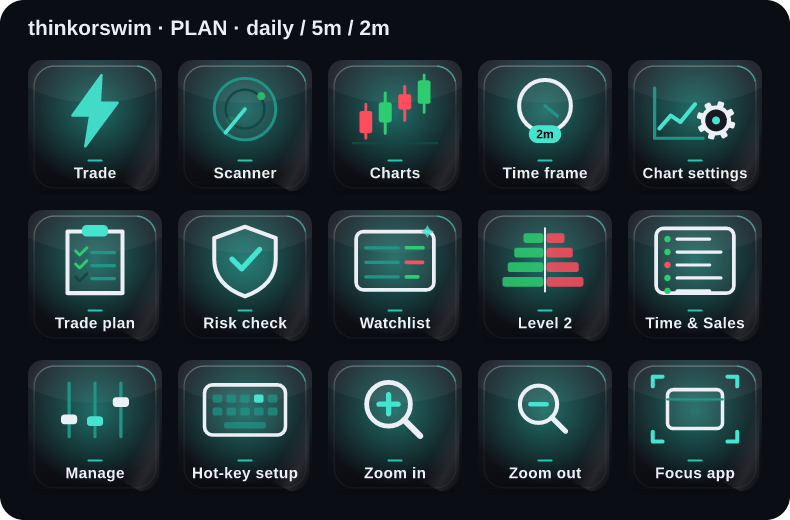 thinkorswim · PLAN · daily / 5m / 2m
Trade
Scanner
Charts
2m
Time frame
Chart settings
Trade plan
Risk check
Watchlist
Level 2
Time & Sales
Manage
Hot-key setup
Zoom in
Zoom out
Focus app